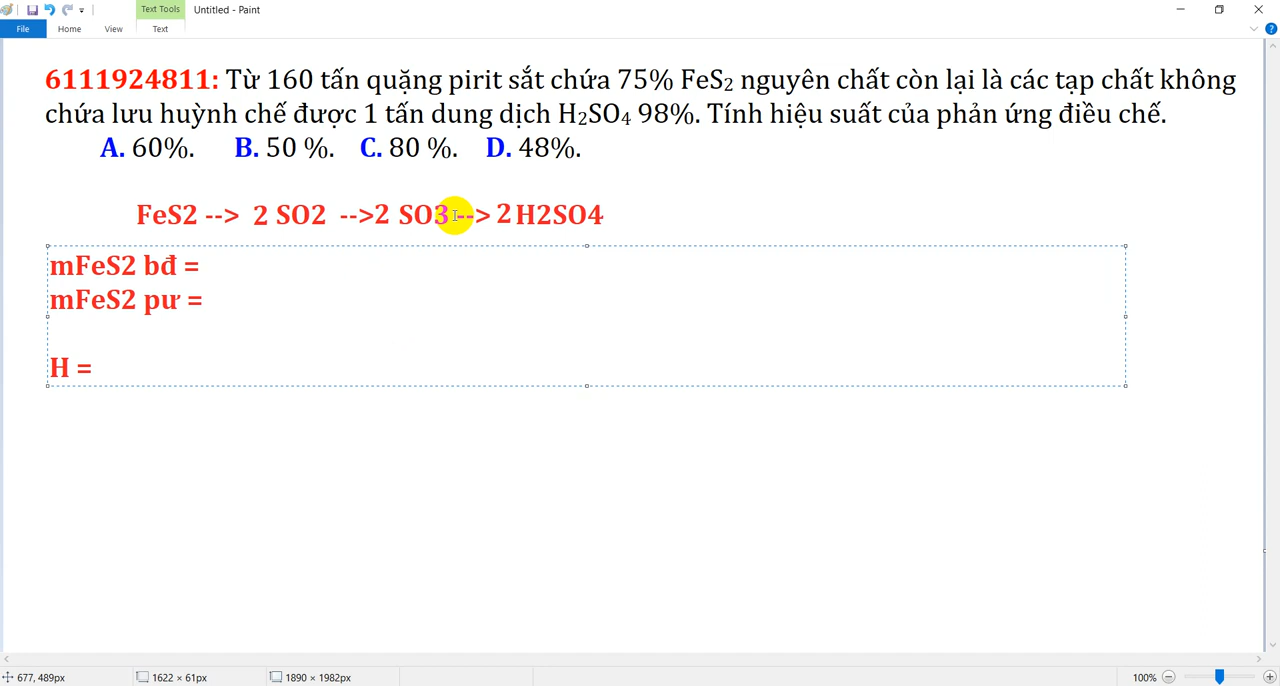 Text Tools
Untitled - Paint
File
Home
View
Text
6111924811: Từ 160 tấn quặng pirit sắt chứa 75% FeS2 nguyên chất còn lại là các tạp chất không
chứa lưu huỳnh chế được 1 tấn dung dịch H2SO4 98%. Tính hiệu suất của phản ứng điều chế.
A. 60%. B. 50 %. C. 80 %. D. 48%.
FeS2 --> 2 SO2 -->2 SO3 --> 2 H2SO4
mFeS2 bđ =
mFeS2 pư =
H =
677, 489px
1622 × 61px
1890 × 1982px
100%